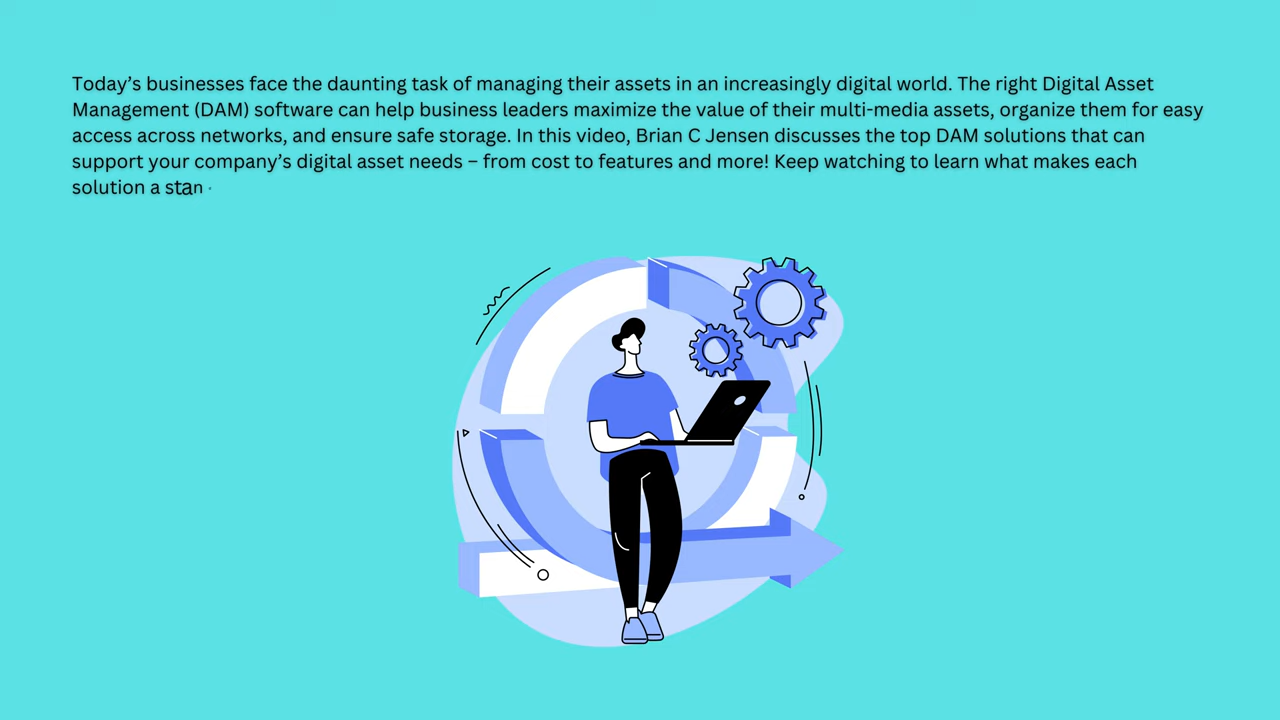 Today’s businesses face the daunting task of managing their assets in an increasingly digital world. The right Digital Asset
Management (DAM) software can help business leaders maximize the value of their multi-media assets, organize them for easy
access across networks, and ensure safe storage. In this video, Brian C Jensen discusses the top DAM solutions that can
support your company’s digital asset needs – from cost to features and more! Keep watching to learn what makes each
solution a stan